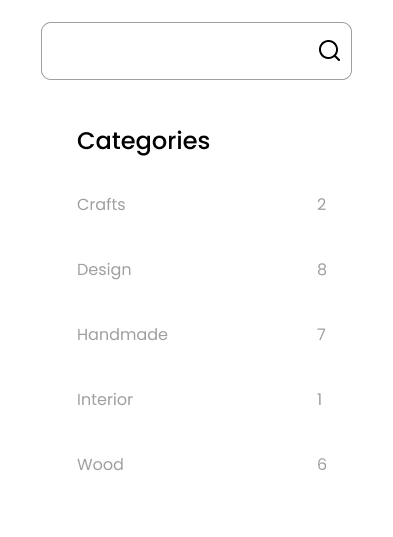 Categories
Crafts 2
Design 8
Handmade 7
Interior 1
Wood 6